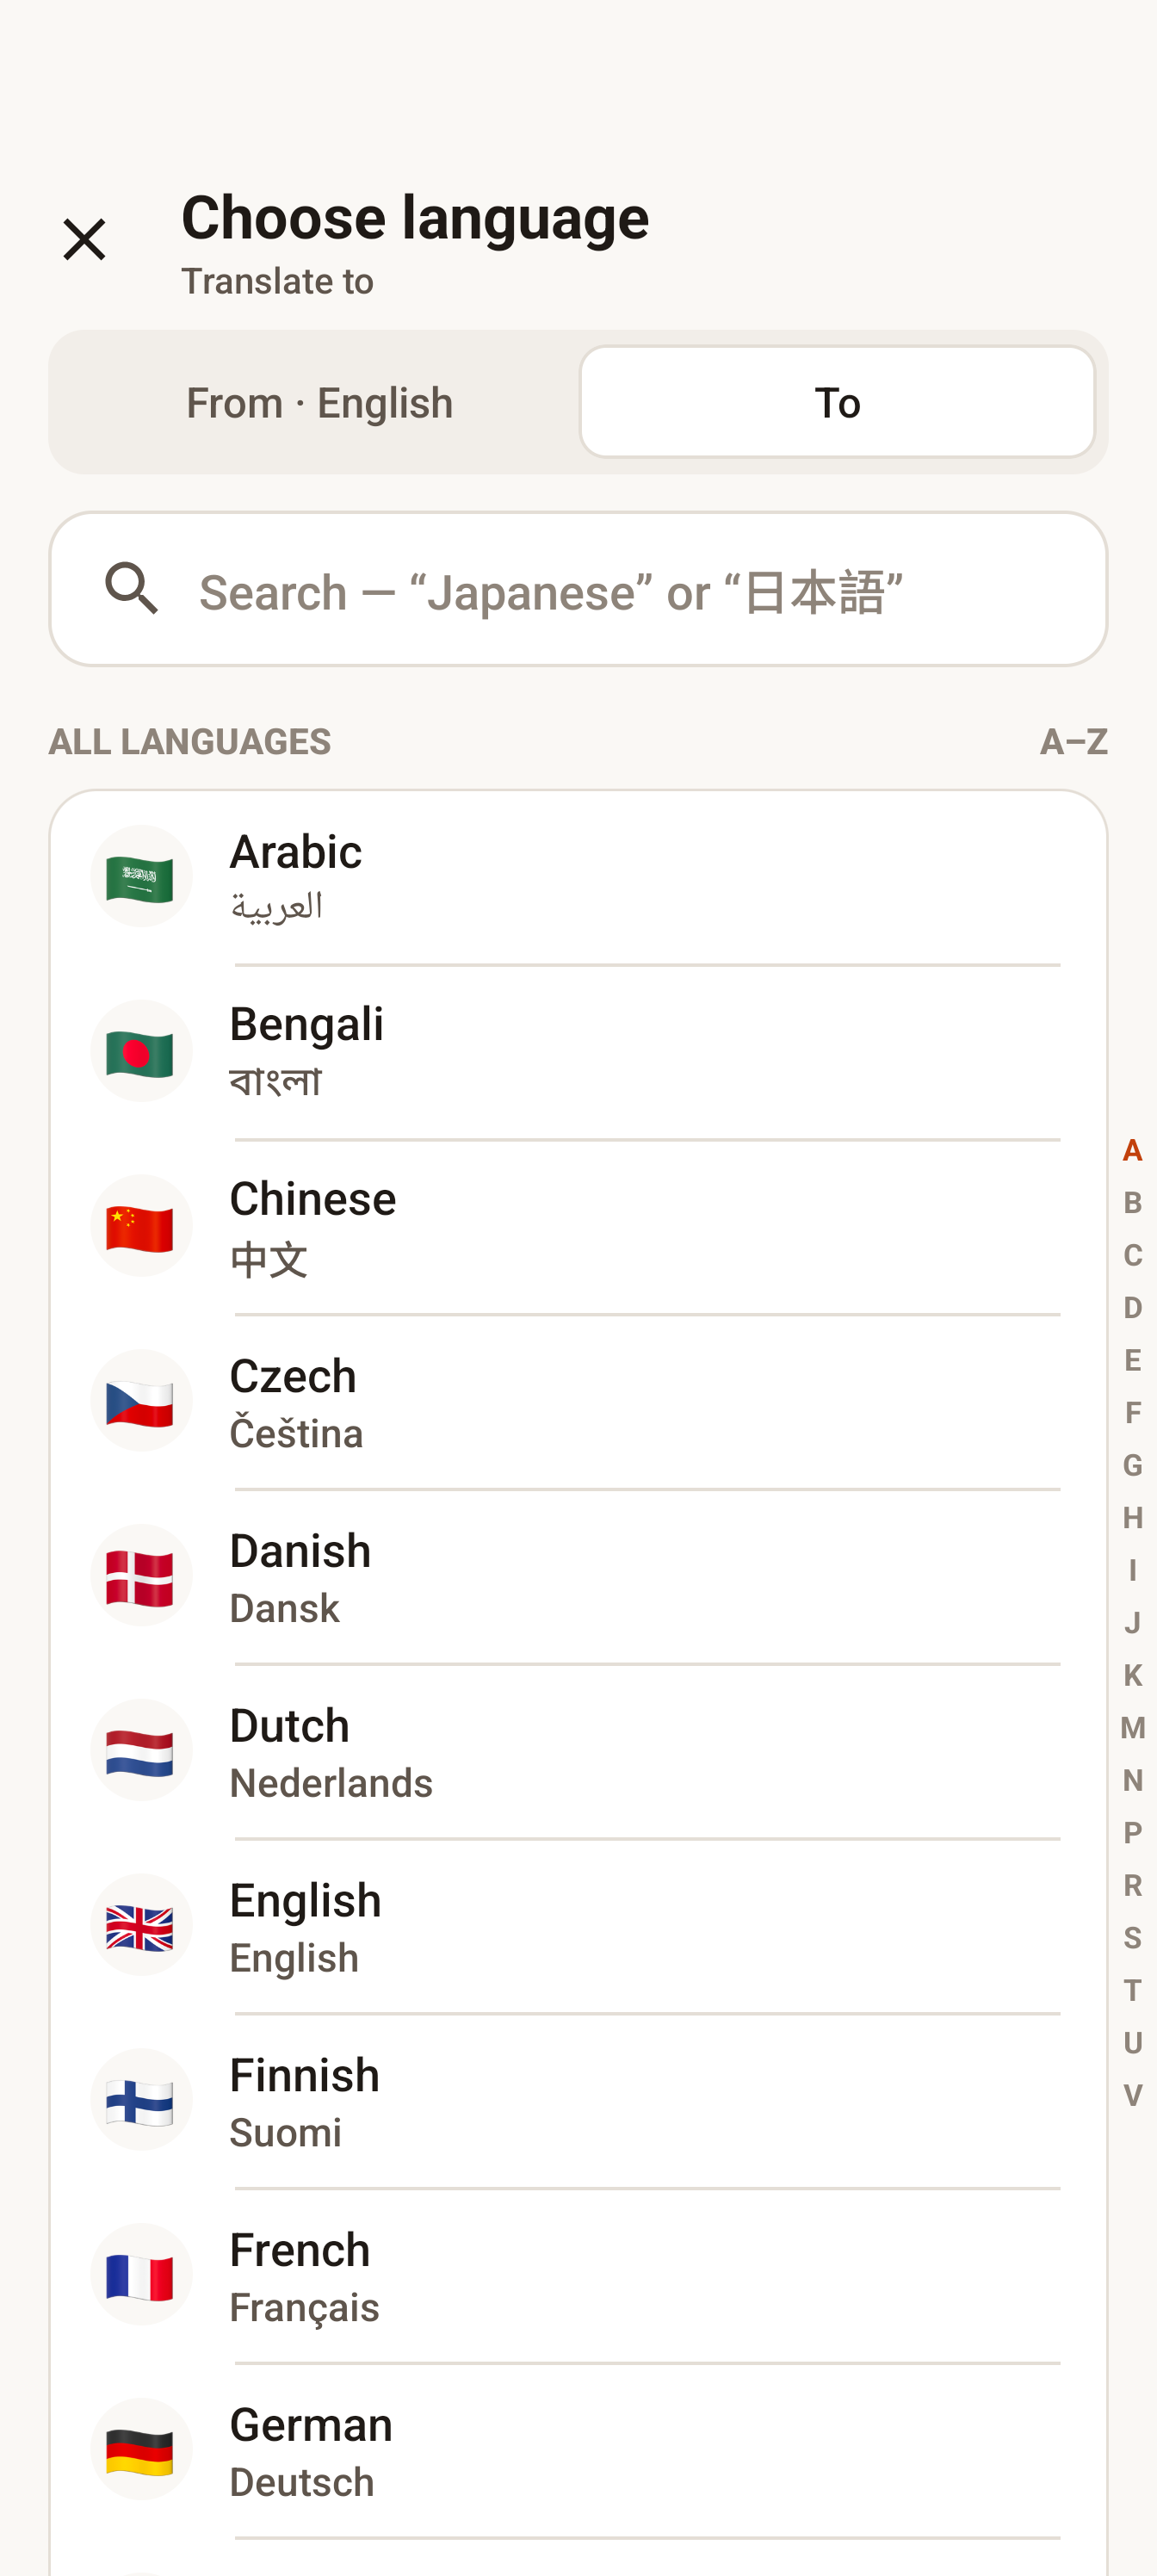 Choose language
Translate to
From · English
To
Search — “Japanese” or “日本語”
ALL LANGUAGES
A–Z
Arabic
العربية
Bengali
বাংলা
Chinese
中文
Czech
Čeština
Danish
Dansk
Dutch
Nederlands
English
English
Finnish
Suomi
French
Français
German
Deutsch
A
B
C
D
E
F
G
H
I
J
K
M
N
P
R
S
T
U
V